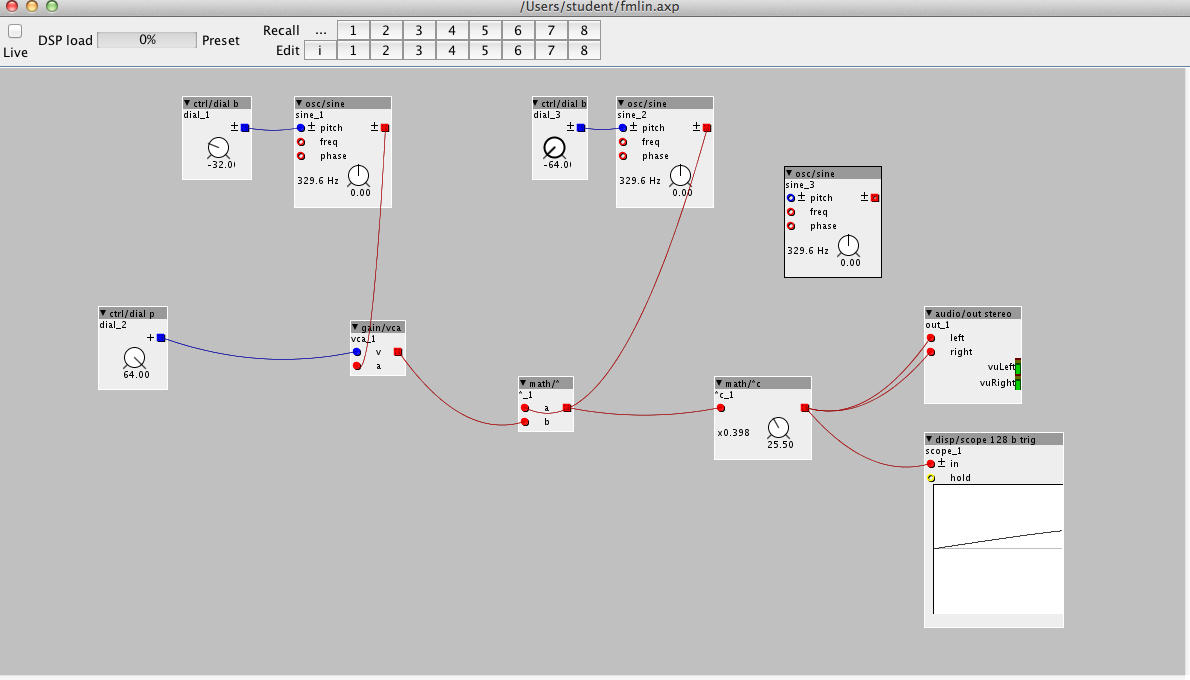 /Users/student/fmlin.axp
Live
DSP load 0% Preset
Recall ... 1 2 3 4 5 6 7 8
Edit i 1 2 3 4 5 6 7 8
ctrl/dial b
dial_1
±
-32.0
osc/sine
sine_1
± pitch ±
freq
phase
329.6 Hz
0.00
ctrl/dial b
dial_3
±
-64.0
osc/sine
sine_2
± pitch ±
freq
phase
329.6 Hz
0.00
osc/sine
sine_3
± pitch ±
freq
phase
329.6 Hz
0.00
ctrl/dial p
dial_2
+
64.00
gain/vca
vca_1
v
a
math/*
*_1
a
b
math/*c
*c_1
x0.398
25.50
audio/out stereo
out_1
left
right
vuLeft
vuRight
disp/scope 128 b trig
scope_1
± in
hold